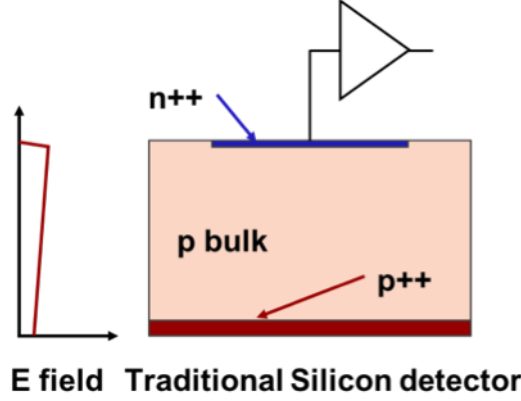 n++
p bulk
p++
E field Traditional Silicon detector